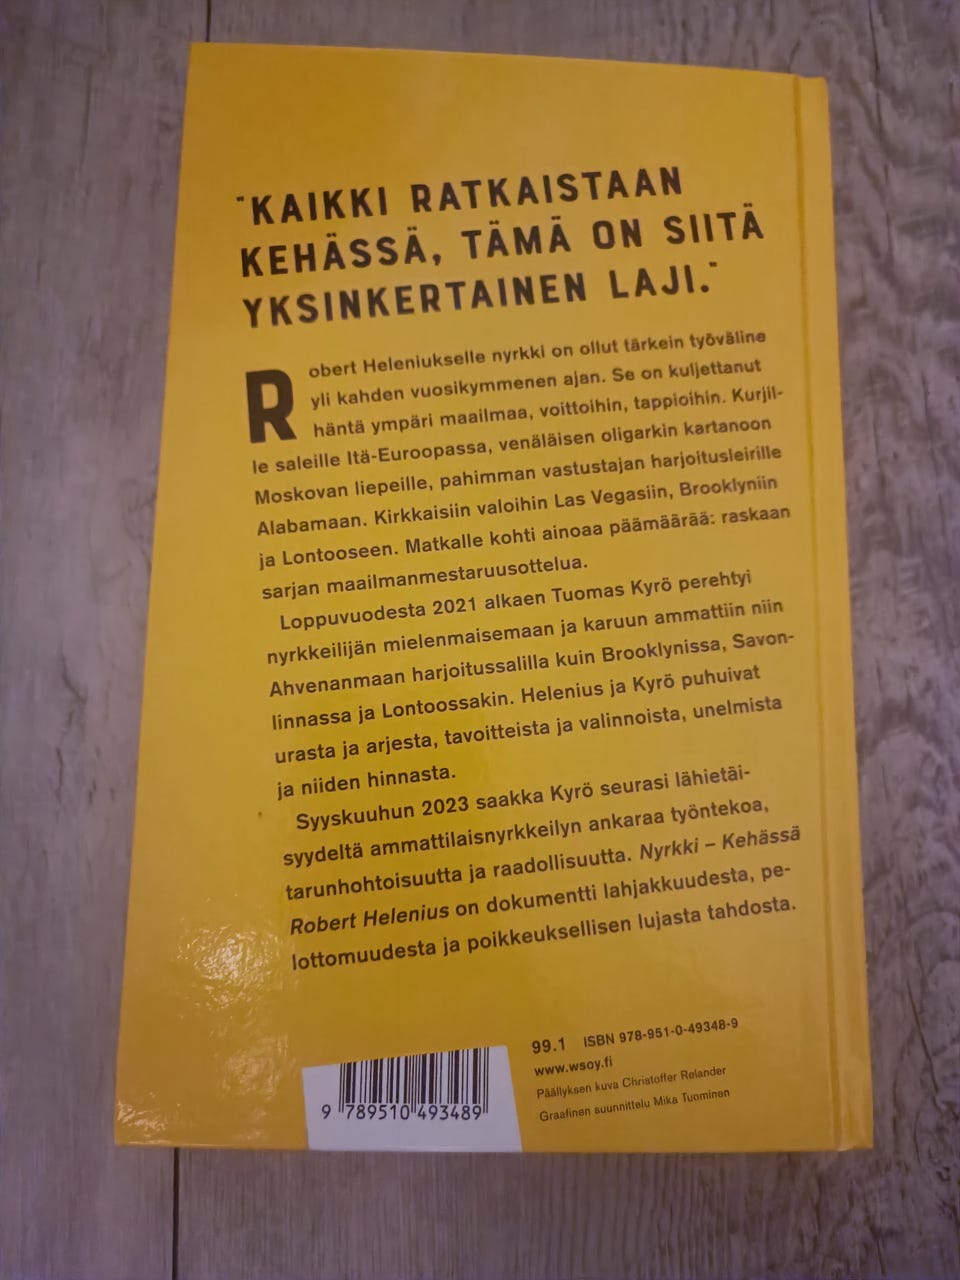 "KAIKKI RATKAISTAAN
KEHÄSSÄ, TÄMÄ ON SIITÄ
YKSINKERTAINEN LAJI."
Robert Heleniukselle nyrkki on ollut tärkein työväline
yli kahden vuosikymmenen ajan. Se on kuljettanut
häntä ympäri maailmaa, voittoihin, tappioihin. Kurjil-
le saleille Itä-Euroopassa, venäläisen oligarkin kartanoon
Moskovan liepeille, pahimman vastustajan harjoitusleirille
Alabamaan. Kirkkaisiin valoihin Las Vegasiin, Brooklyniin
ja Lontooseen. Matkalle kohti ainoaa päämäärää: raskaan
sarjan maailmanmestaruusottelua.
Loppuvuodesta 2021 alkaen Tuomas Kyrö perehtyi
nyrkkeilijän mielenmaisemaan ja karuun ammattiin niin
Ahvenanmaan harjoitussalilla kuin Brooklynissa, Savon-
linnassa ja Lontoossakin. Helenius ja Kyrö puhuivat
urasta ja arjesta, tavoitteista ja valinnoista, unelmista
ja niiden hinnasta.
Syyskuuhun 2023 saakka Kyrö seurasi lähietäi-
syydeltä ammattilaisnyrkkeilyn ankaraa työntekoa,
tarunhohtoisuutta ja raadollisuutta. Nyrkki – Kehässä
Robert Helenius on dokumentti lahjakkuudesta, pe-
lottomuudesta ja poikkeuksellisen lujasta tahdosta.
99.1 ISBN 978-951-0-49348-9
www.wsoy.fi
Päällyksen kuva Christoffer Relander
Graafinen suunnittelu Mika Tuominen
9 789510 493489